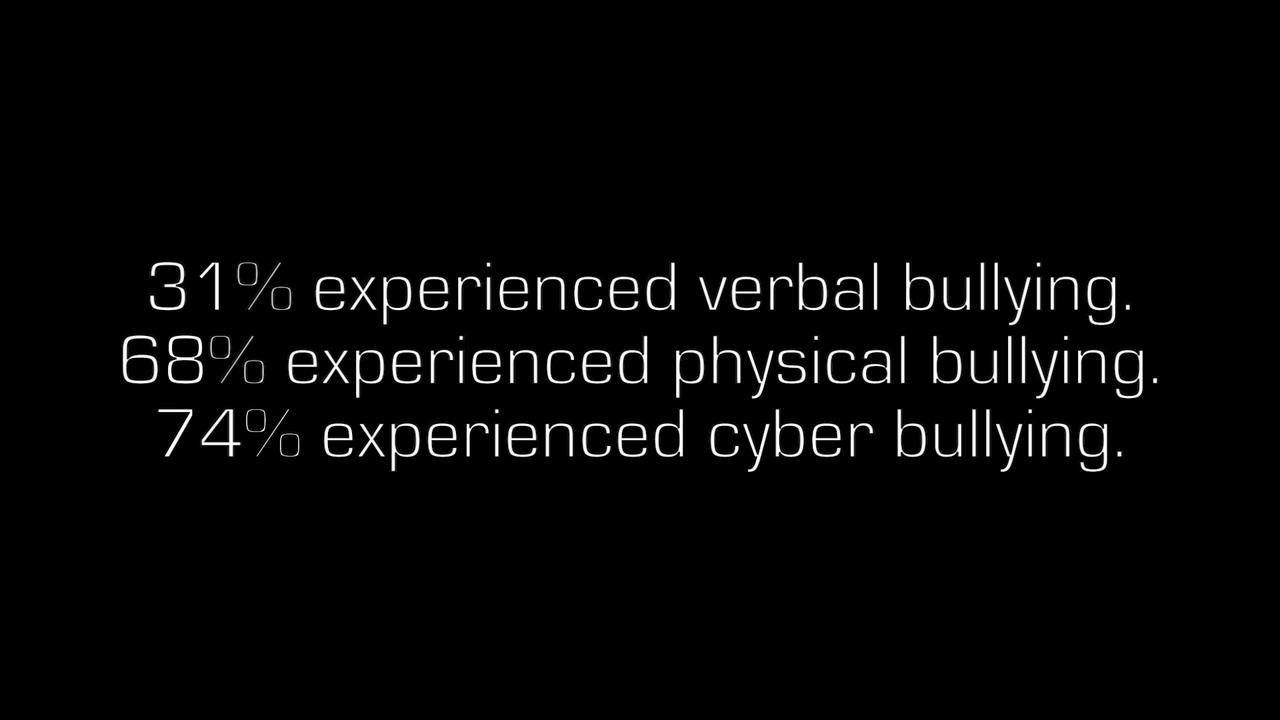 31% experienced verbal bullying.
68% experienced physical bullying.
74% experienced cyber bullying.